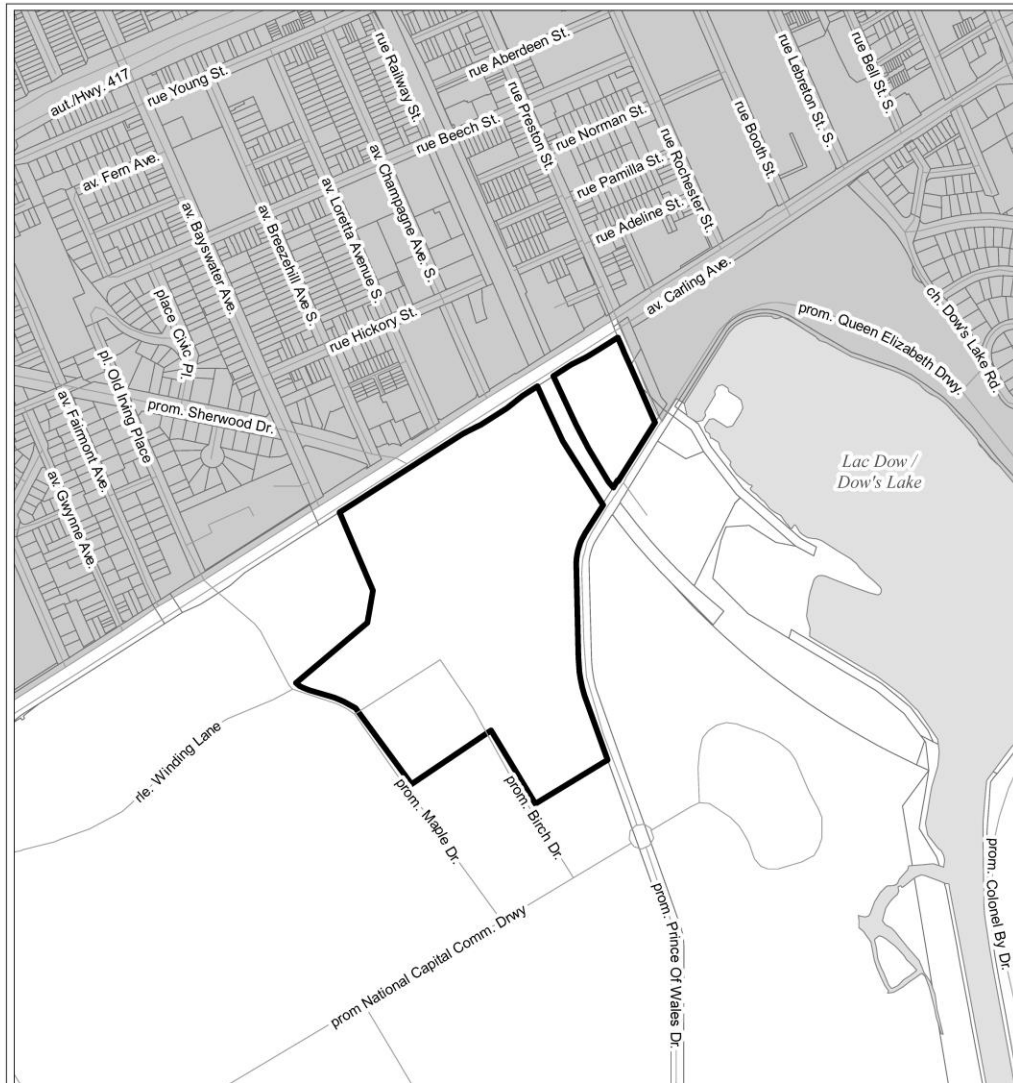 aut./Hwy. 417
rue Young St.
rue Railway St.
rue Aberdeen St.
rue Lebreton St. S.
rue Bell St. S.
rue Preston St.
rue Beech St.
rue Norman St.
rue Booth St.
av. Fern Ave.
av. Champagne Ave. S.
rue Pamilla St.
rue Rochester St.
av. Loretta Avenue S.
av. Bayswater Ave.
av. Breezehill Ave S.
rue Adeline St.
av. Carling Ave.
rue Hickory St.
place Civic Pl.
pl. Old Irving Place
prom. Sherwood Dr.
av. Fairmont Ave.
av. Gwynne Ave.
prom. Queen Elizabeth Drwy.
ch. Dow's Lake Rd.
Lac Dow /
Dow's Lake
rle. Winding Lane
prom. Maple Dr.
prom. Birch Dr.
prom. Prince Of Wales Dr.
prom. Colonel By Dr.
prom National Capital Comm. Drwy